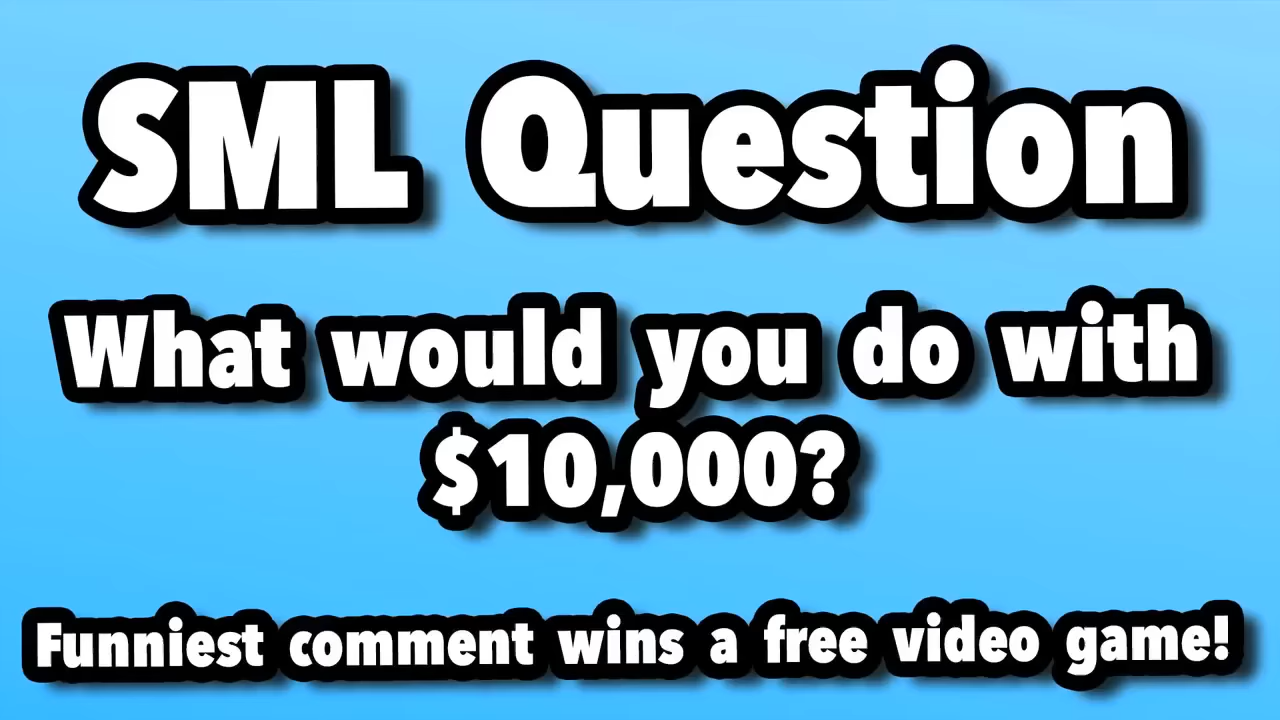 SML Question
What would you do with
$10,000?
Funniest comment wins a free video game!